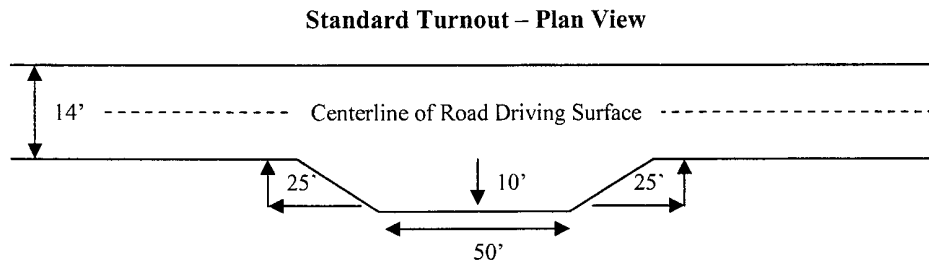 Standard Turnout – Plan View
14’
Centerline of Road Driving Surface
25’
10’
25’
50’